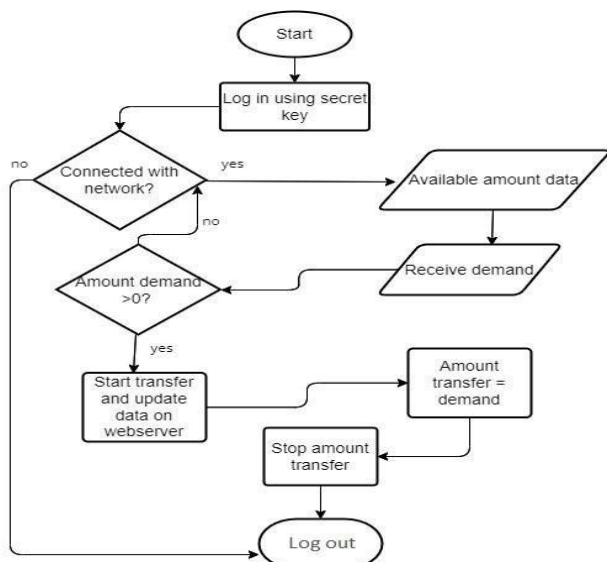 Start
Log in using secret
key
no
Connected with
network?
yes
Available amount data
no
Amount demand
>0?
Receive demand
yes
Start transfer
and update
data on
webserver
Amount
transfer =
demand
Stop amount
transfer
Log out